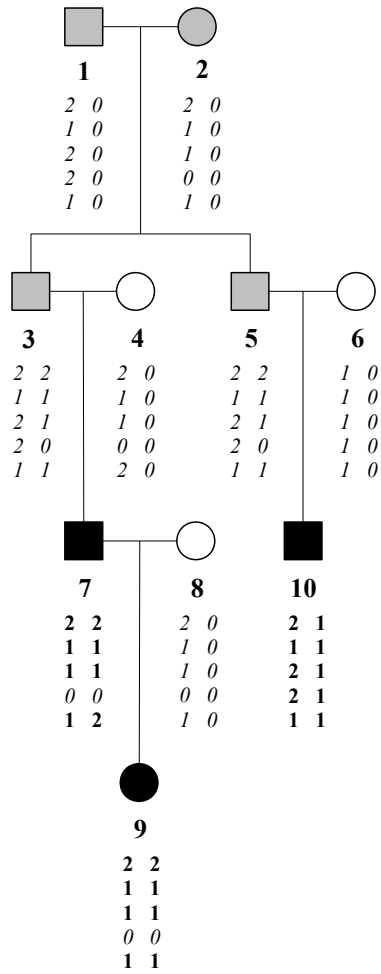 1 2
2 0 2 0
1 0 1 0
2 0 1 0
2 0 0 0
1 0 1 0
3 4 5 6
2 2 2 0 2 2 1 0
1 1 1 0 1 1 1 0
2 1 1 0 2 1 1 0
2 0 0 0 2 0 1 0
1 1 2 0 1 1 1 0
7 8 10
2 2 2 0 2 1
1 1 1 0 1 1
1 1 1 0 2 1
0 0 0 0 2 1
1 2 1 0 1 1
9
2 2
1 1
1 1
0 0
1 1